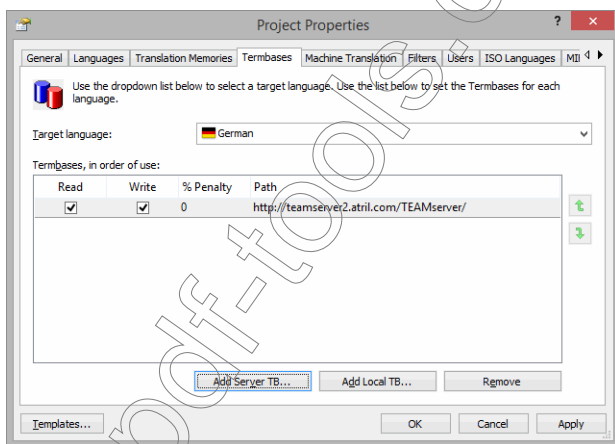 Project Properties
? ×
General Languages Translation Memories Termbases Machine Translation Filters Users ISO Languages
Use the dropdown list below to select a target language. Use the list below to set the Termbases for each
language.
Target language: German
Termbases, in order of use:
Read Write % Penalty Path
0 http://teamserver2.atril.com/TEAMserver/
Add Server TB... Add Local TB... Remove
Templates... OK Cancel Apply
pdf-tools.